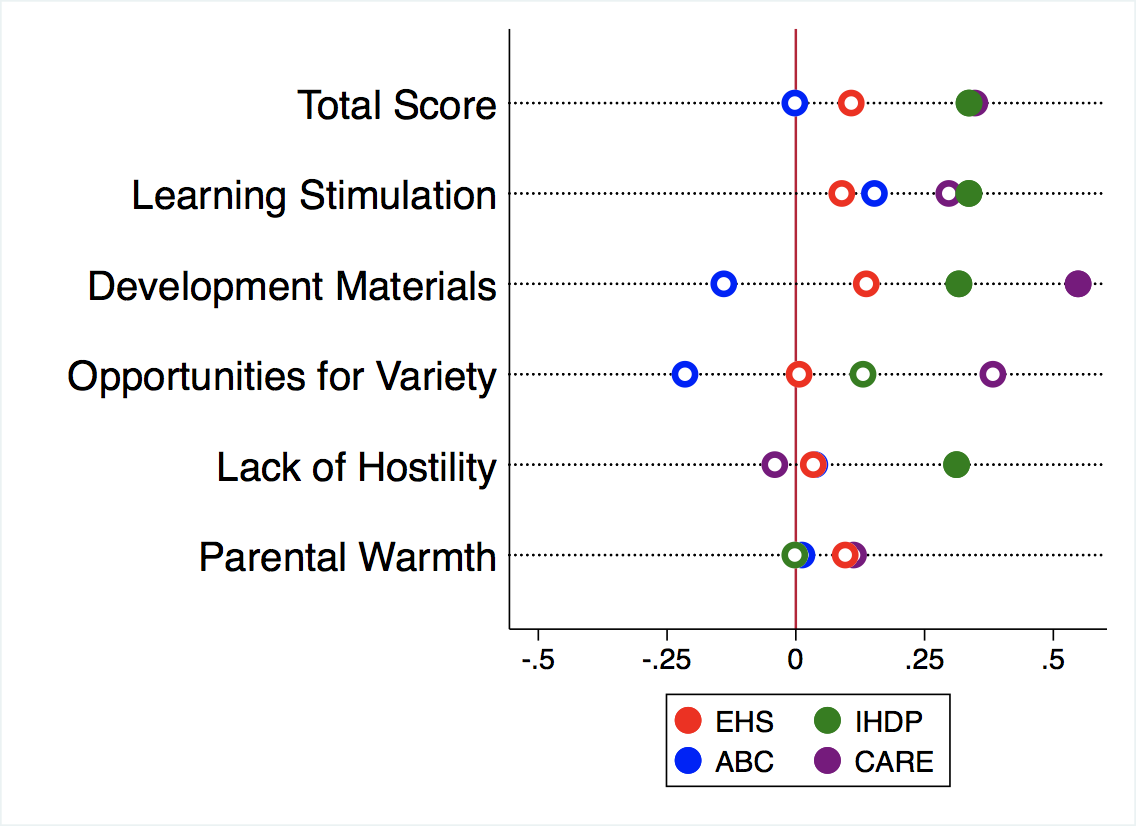 Total Score
Learning Stimulation
Development Materials
Opportunities for Variety
Lack of Hostility
Parental Warmth
-.5 -.25 0 .25 .5
EHS IHDP
ABC CARE